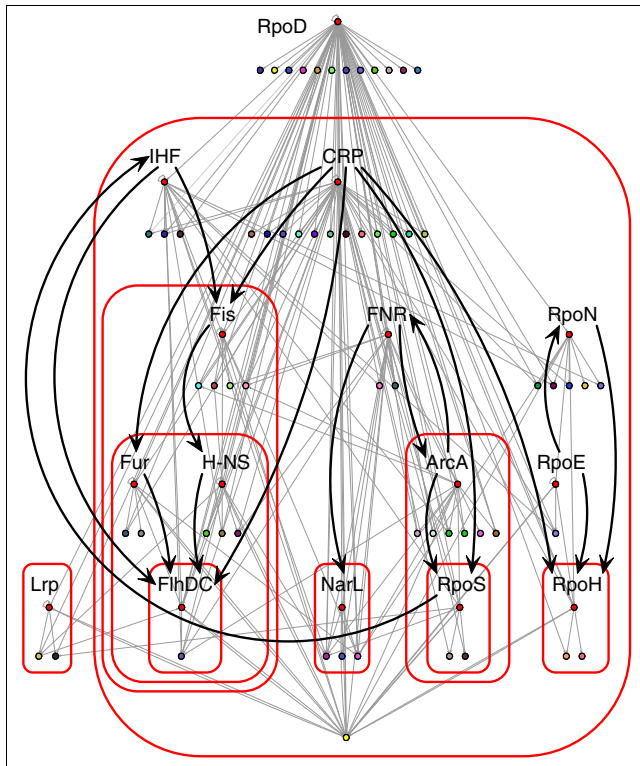 RpoD
IHF CRP
Fis FNR RpoN
Fur H-NS ArcA RpoE
Lrp FlhDC NarL RpoS RpoH